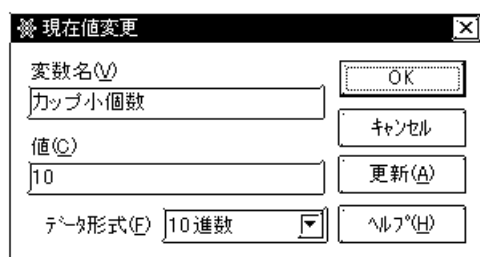 現在値変更
変数名(V)
カップ小個数
値(C)
10
データ形式(F) 10進数
OK
キャンセル
更新(A)
ヘルプ(H)